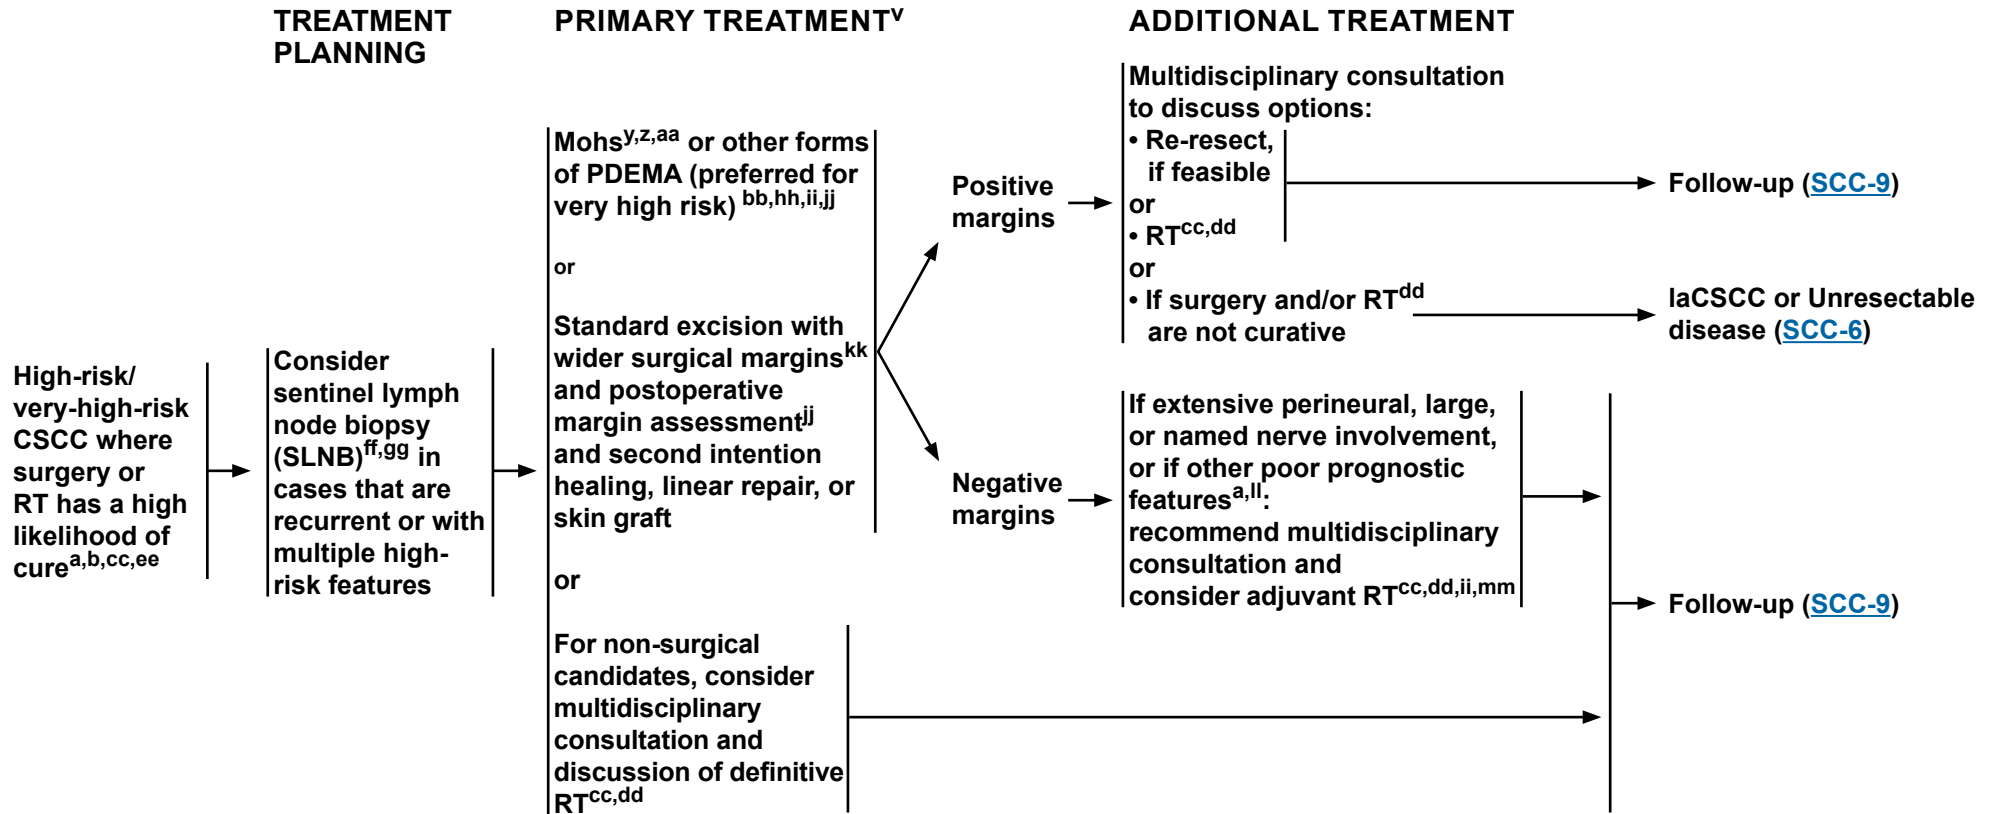 TREATMENT
PLANNING
PRIMARY TREATMENTv
ADDITIONAL TREATMENT
High-risk/
very-high-risk
CSCC where
surgery or
RT has a high
likelihood of
curea,b,cc,ee
Consider
sentinel lymph
node biopsy
(SLNB)ff,gg in
cases that are
recurrent or with
multiple high-
risk features
Mohsy,z,aa or other forms
of PDEMA (preferred for
very high risk) bb,hh,ii,jj
or
Standard excision with
wider surgical marginskk
and postoperative
margin assessmentjj
and second intention
healing, linear repair, or
skin graft
or
For non-surgical
candidates, consider
multidisciplinary
consultation and
discussion of definitive
RTcc,dd
Positive
margins
Negative
margins
Multidisciplinary consultation
to discuss options:
• Re-resect,
if feasible
or
• RTcc,dd
or
• If surgery and/or RTdd
are not curative
If extensive perineural, large,
or named nerve involvement,
or if other poor prognostic
featuresa,ll:
recommend multidisciplinary
consultation and
consider adjuvant RTcc,dd,ii,mm
Follow-up (SCC-9)
laCSCC or Unresectable
disease (SCC-6)
Follow-up (SCC-9)